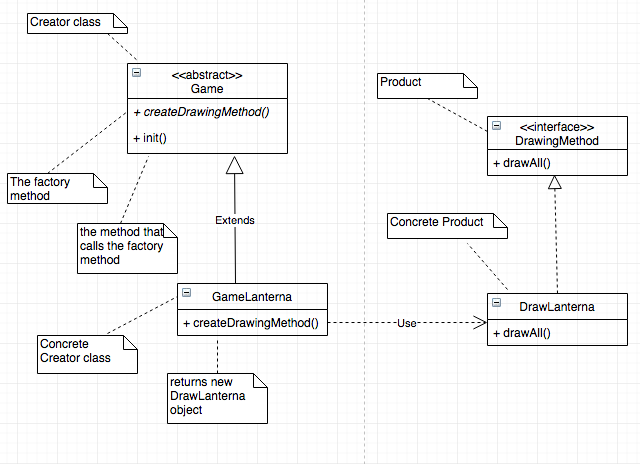 Creator class
<<abstract>>
Game
+ createDrawingMethod()
+ init()
Product
<<interface>>
DrawingMethod
+ drawAll()
The factory
method
the method that
calls the factory
method
Extends
Concrete Product
GameLanterna
+ createDrawingMethod()
Use
DrawLanterna
+ drawAll()
Concrete
Creator class
returns new
DrawLanterna
object